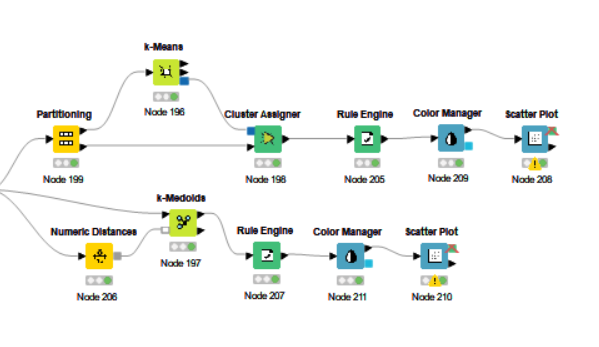 k-Means
Node 196
Partitioning
Node 199
Cluster Assigner
Node 198
Rule Engine
Node 205
Color Manager
Node 209
Scatter Plot
Node 208
k-Medoids
Node 197
Numeric Distances
Node 206
Rule Engine
Node 207
Color Manager
Node 211
Scatter Plot
Node 210